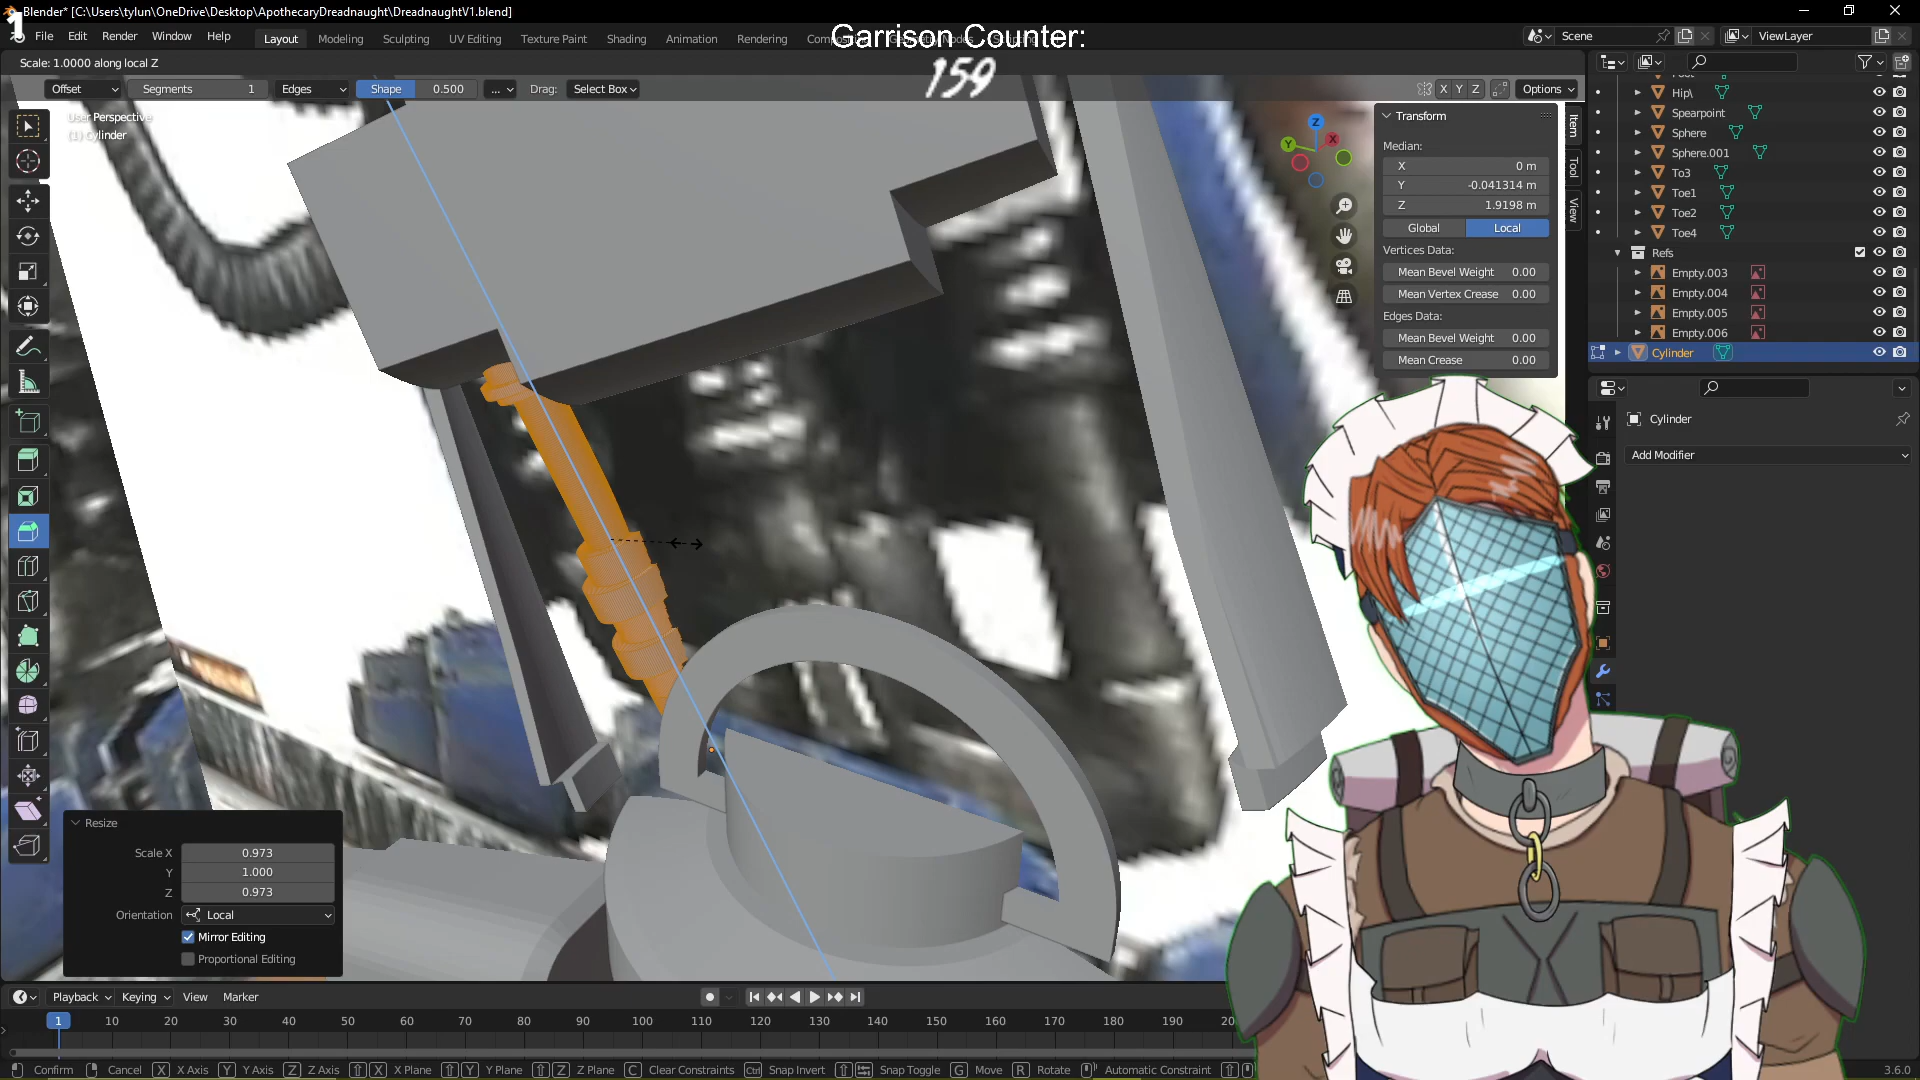 1
Blender* [C:\Users\tylun\OneDrive\Desktop\ApothecaryDreadnaught\DreadnaughtV1.blend]
File Edit Render Window Help Layout Modeling Sculpting UV Editing Texture Paint Shading Animation Rendering
Garrison Counter:
159
Scene
ViewLayer
Scale: 1.0000 along local Z
Offset Segments 1 Edges Shape 0.500 ... Drag: Select Box
X Y Z Options
User Perspective
(1) Cylinder
Z
Y
X
Transform
Median:
X 0 m
Y -0.041314 m
Z 1.9198 m
Global Local
Vertices Data:
Mean Bevel Weight 0.00
Mean Vertex Crease 0.00
Edges Data:
Mean Bevel Weight 0.00
Mean Crease 0.00
Item
Tool
View
Hip\
Spearpoint
Sphere
Sphere.001
To3
Toe1
Toe2
Toe4
Refs
Empty.003
Empty.004
Empty.005
Empty.006
Cylinder
Cylinder
Add Modifier
Resize
Scale X 0.973
Y 1.000
Z 0.973
Orientation Local
Mirror Editing
Proportional Editing
Playback Keying View Marker
1 10 20 30 40 50 60 70 80 90 100 110 120 130 140 150 160 170 180 190
Confirm Cancel X X Axis Y Y Axis Z Z Axis X X Plane Y Y Plane Z Z Plane C Clear Constraints Ctrl Snap Invert Snap Toggle G Move R Rotate Automatic Constraint
3.6.0